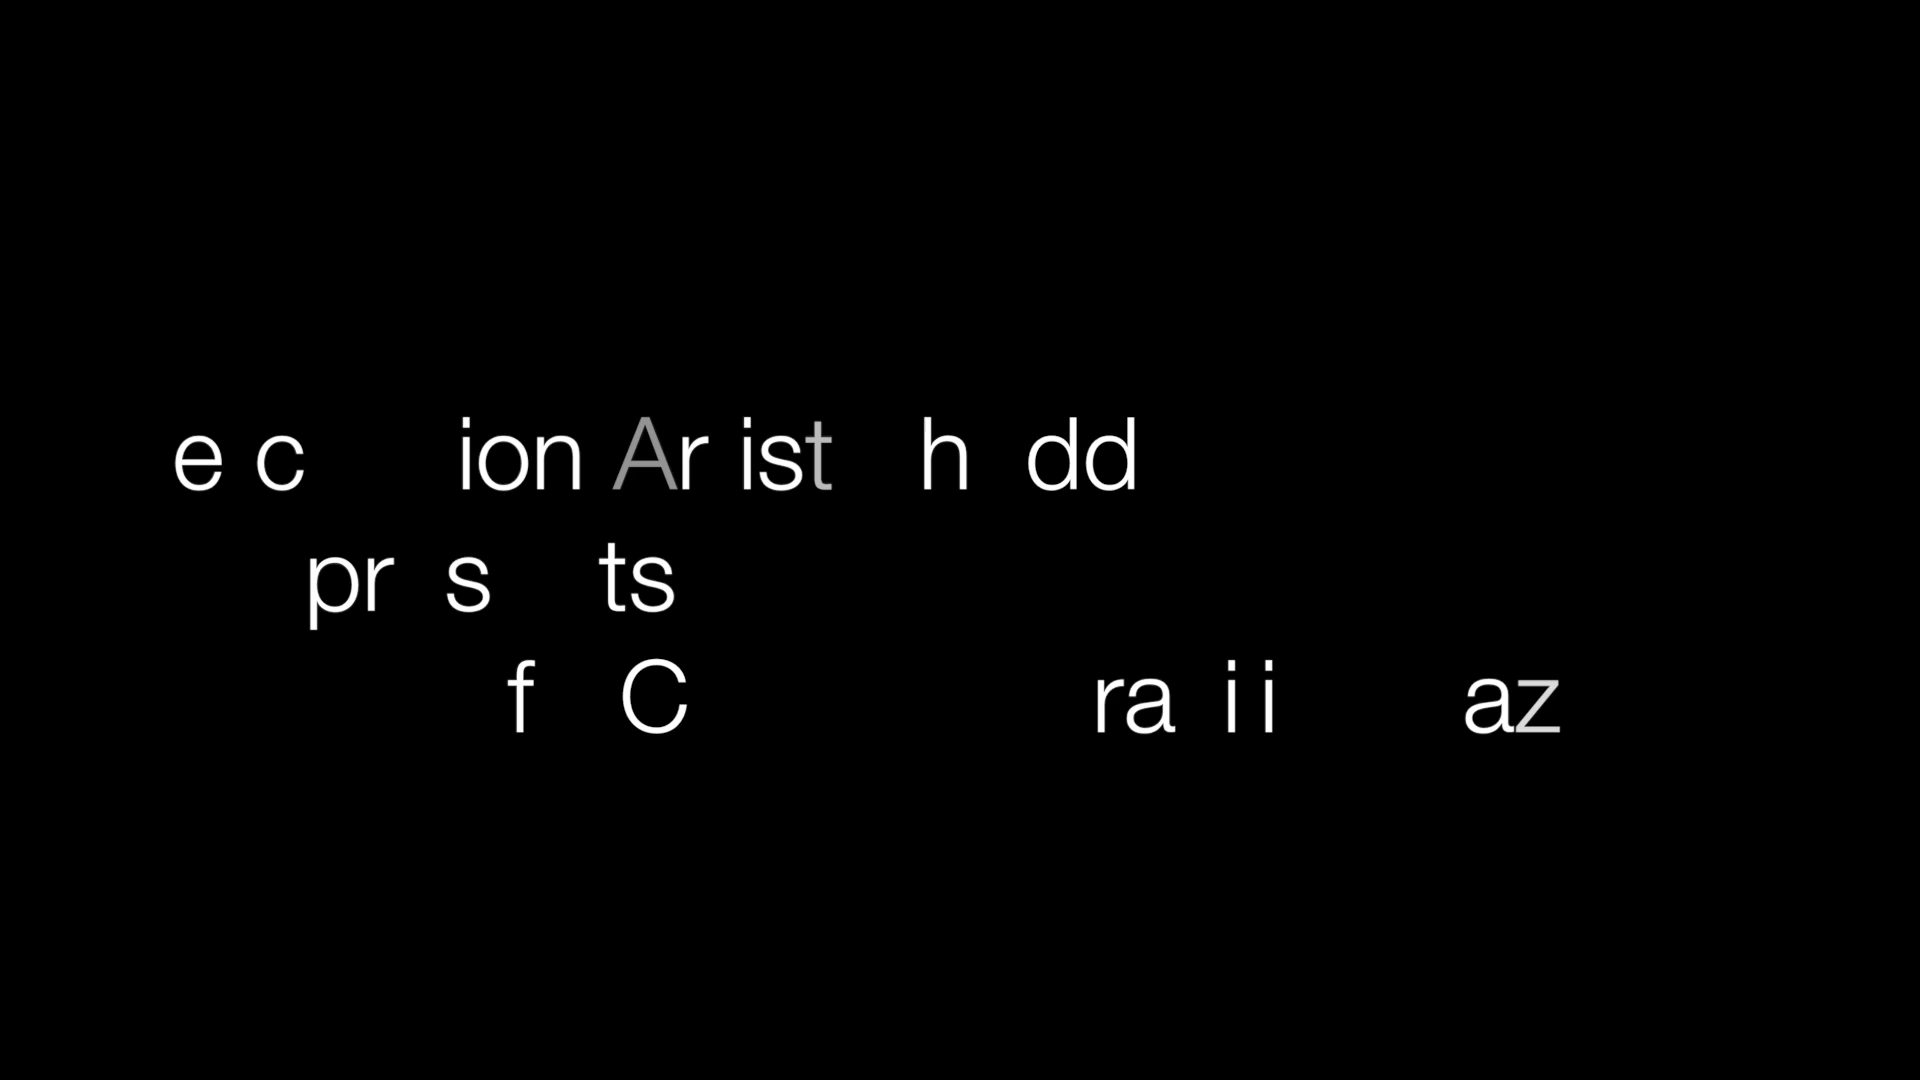 e c ion Ar ist h dd
pr s ts
f C ra i i az